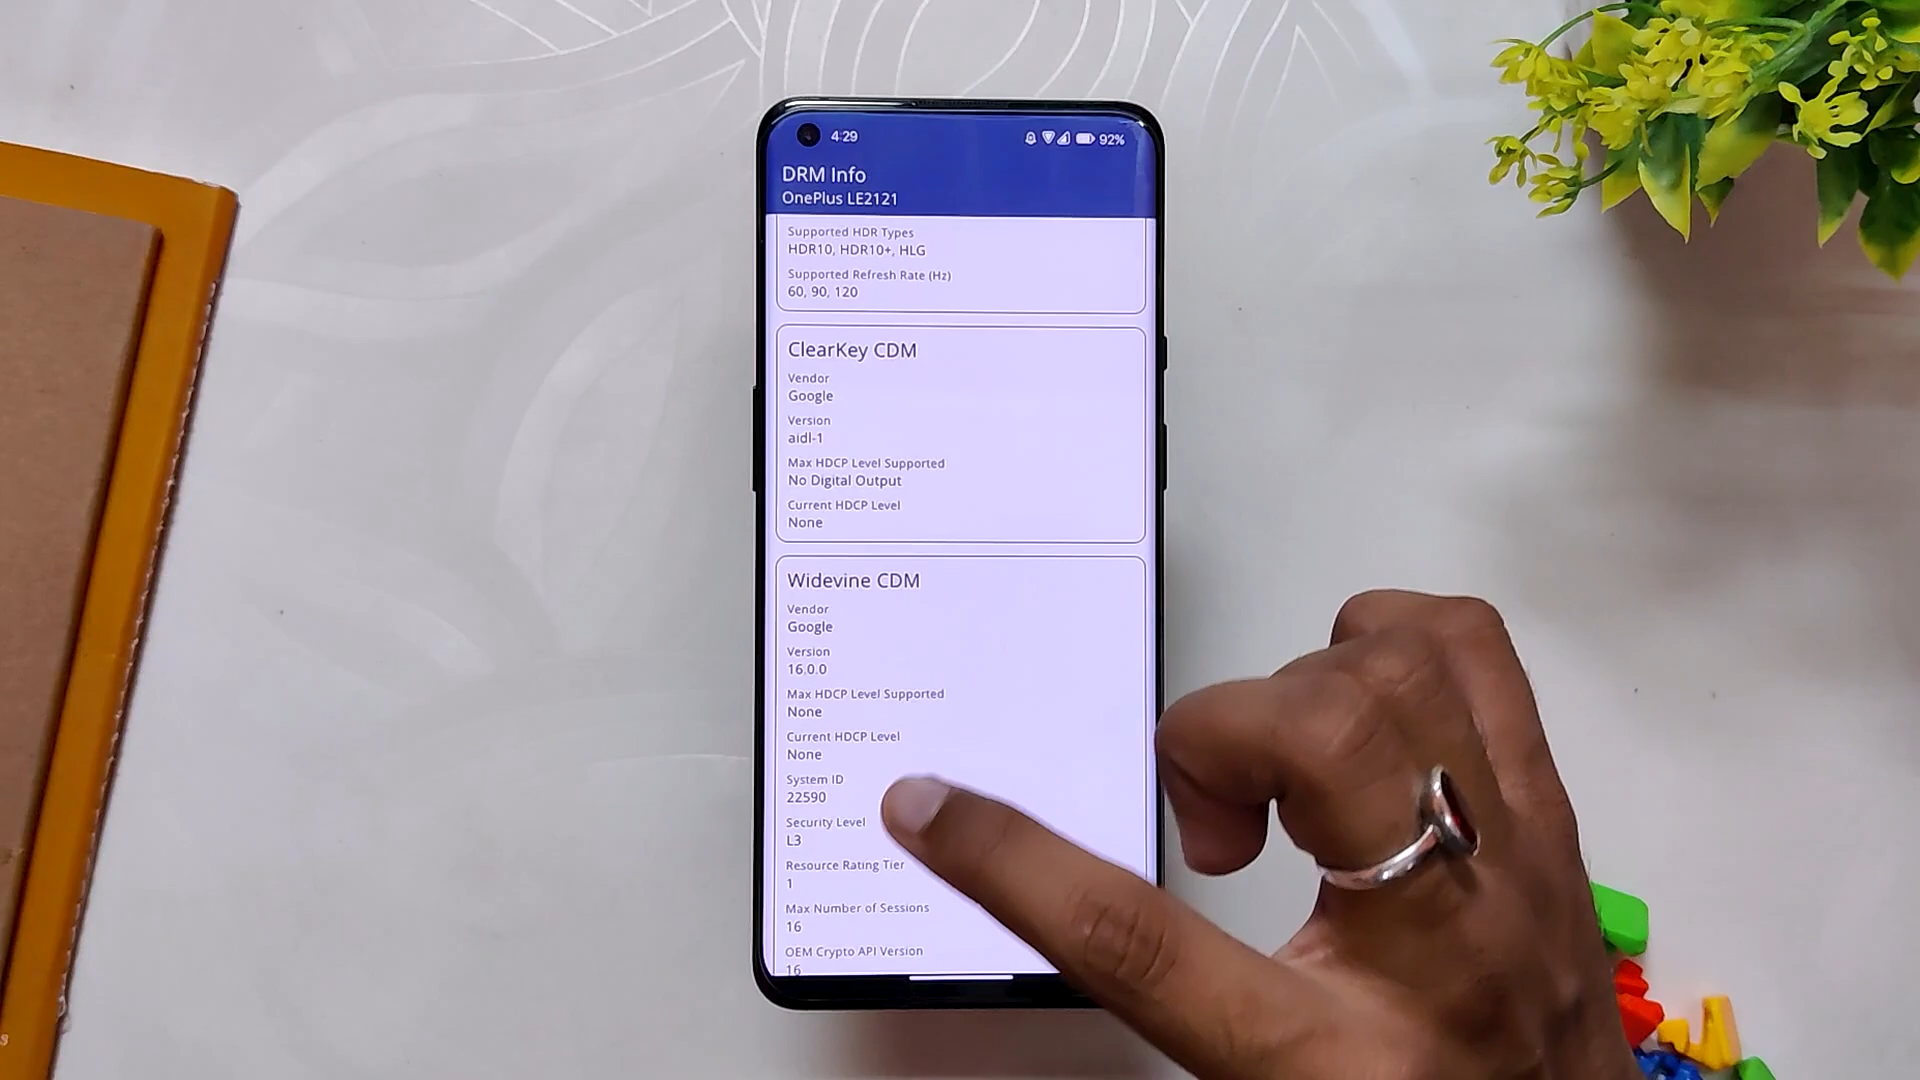 4:29
92%
DRM Info
OnePlus LE2121
Supported HDR Types
HDR10, HDR10+, HLG
Supported Refresh Rate (Hz)
60, 90, 120
ClearKey CDM
Vendor
Google
Version
aidl-1
Max HDCP Level Supported
No Digital Output
Current HDCP Level
None
Widevine CDM
Vendor
Google
Version
16.0.0
Max HDCP Level Supported
None
Current HDCP Level
None
System ID
22590
Security Level
L3
Resource Rating Tier
1
Max Number of Sessions
16
OEM Crypto API Version
16